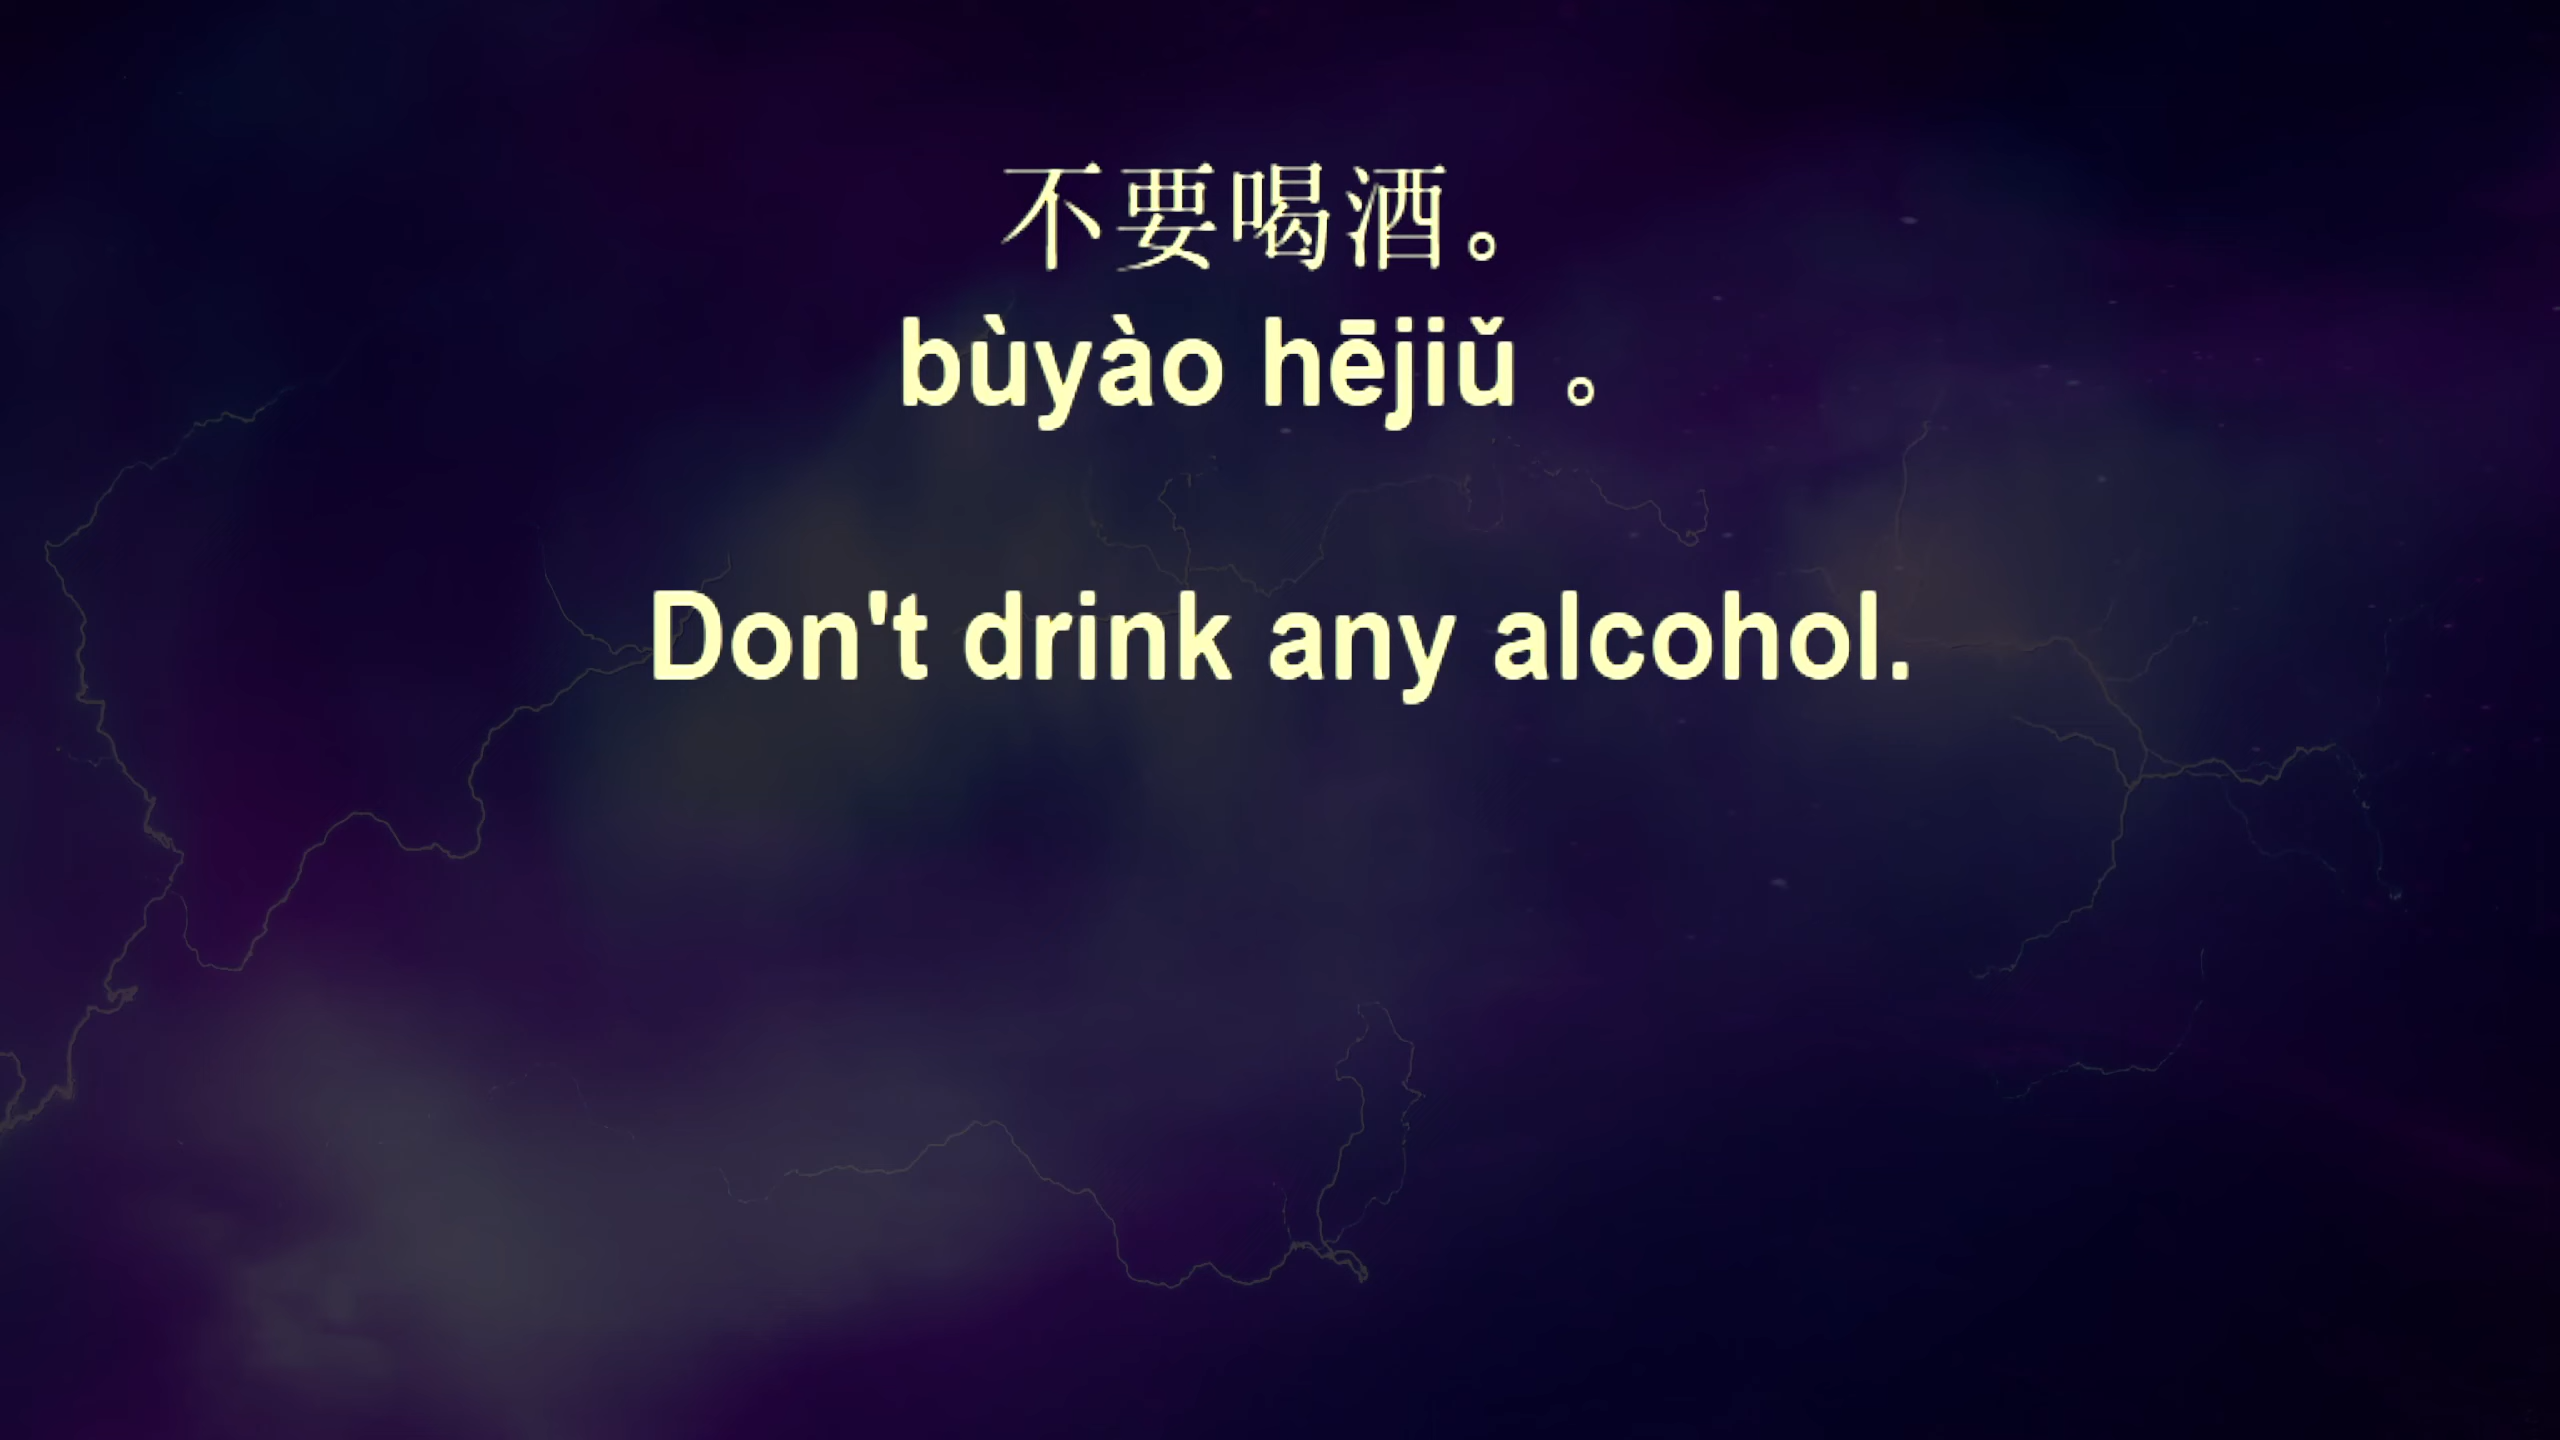 不要喝酒。
bùyào hējiǔ 。
Don't drink any alcohol.